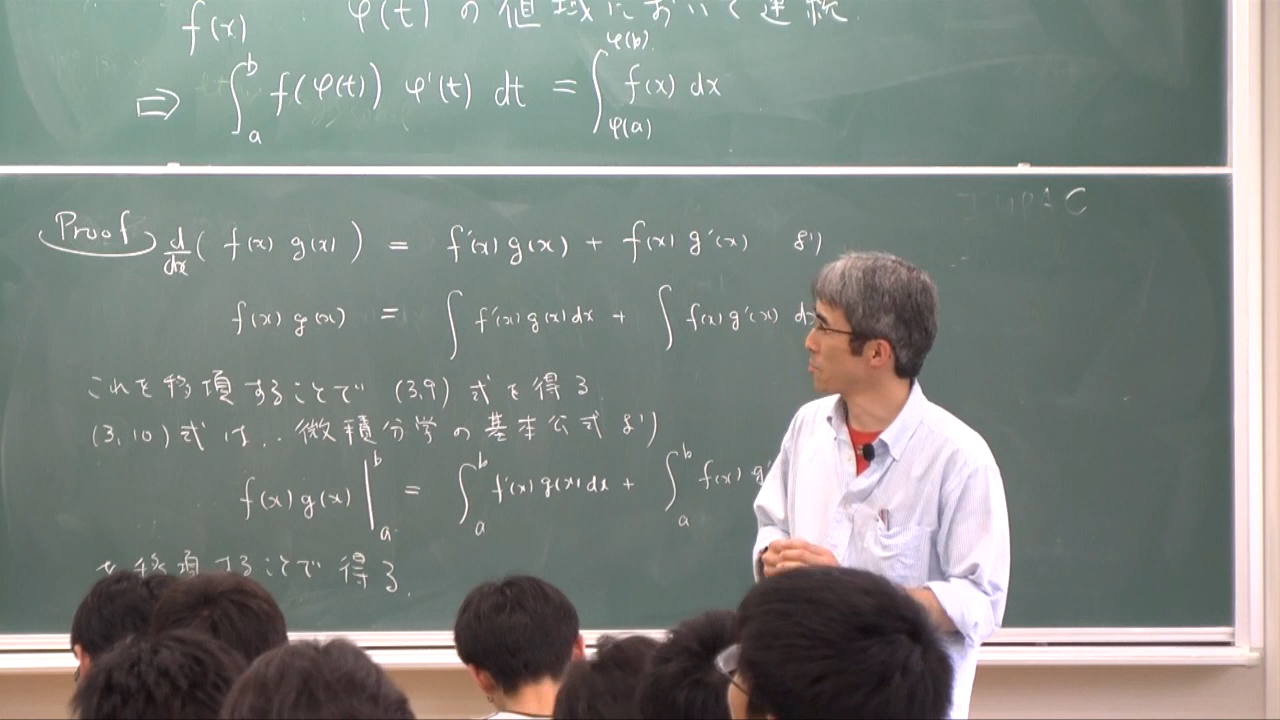 f(x) φ(t) の値域において連続.
⇒ ∫_a^b f(φ(t)) φ'(t) dt = ∫_{φ(a)}^{φ(b)} f(x) dx
Proof d/dx( f(x) g(x) ) = f'(x) g(x) + f(x) g'(x) より
f(x) g(x) = ∫ f'(x) g(x) dx + ∫ f(x) g'(x) d
これを移項することで (3,9) 式を得る
(3,10) 式は.. 微積分学の基本公式より
f(x) g(x) |_a^b = ∫_a^b f'(x) g(x) dx + ∫_a^b f(x) g'
を移項することで得る.
IUPAC